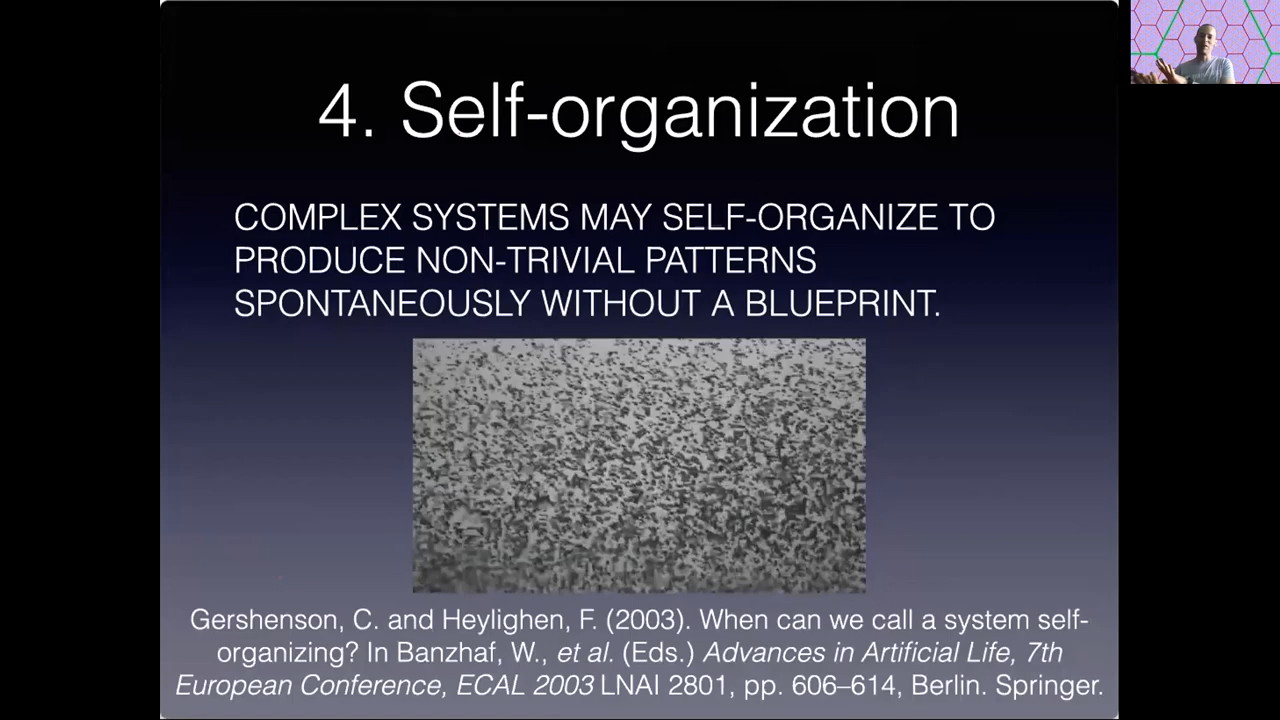 4. Self-organization
COMPLEX SYSTEMS MAY SELF-ORGANIZE TO
PRODUCE NON-TRIVIAL PATTERNS
SPONTANEOUSLY WITHOUT A BLUEPRINT.
Gershenson, C. and Heylighen, F. (2003). When can we call a system self-
organizing? In Banzhaf, W., et al. (Eds.) Advances in Artificial Life, 7th
European Conference, ECAL 2003 LNAI 2801, pp. 606–614, Berlin. Springer.